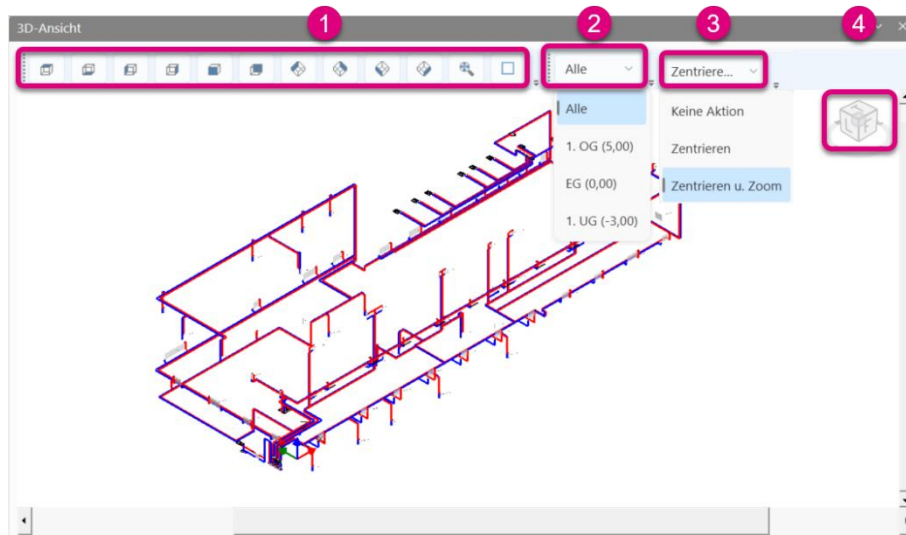 1
2
3
4
3D-Ansicht
Alle
Zentriere...
Alle
1. OG (5,00)
EG (0,00)
1. UG (-3,00)
Keine Aktion
Zentrieren
Zentrieren u. Zoom
L F